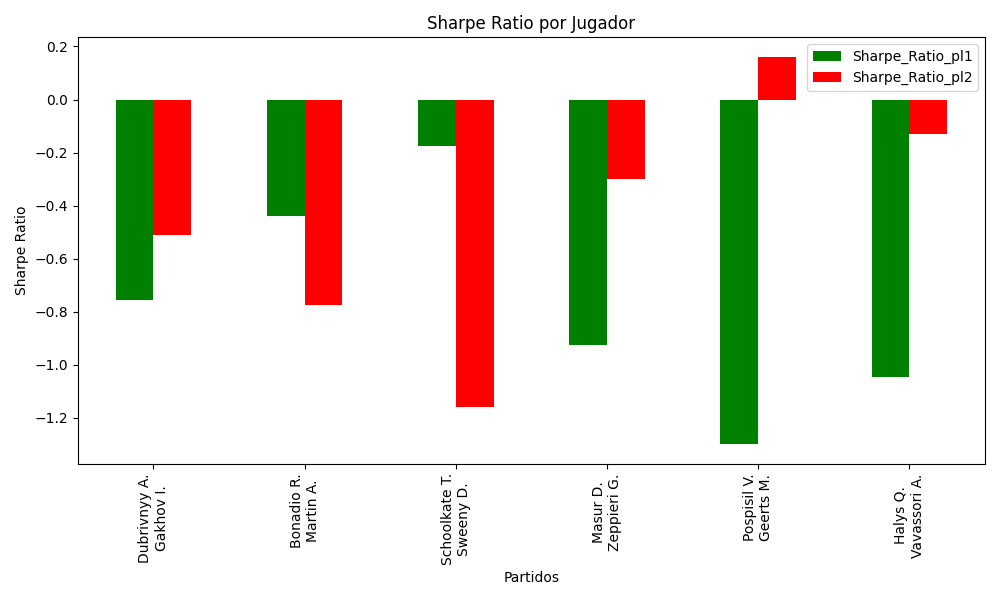 Sharpe Ratio por Jugador
Sharpe_Ratio_pl1
Sharpe_Ratio_pl2
Sharpe Ratio
0.2
0.0
−0.2
−0.4
−0.6
−0.8
−1.0
−1.2
Dubrivnyy A.
Gakhov I.
Bonadio R.
Martin A.
Schoolkate T.
Sweeny D.
Masur D.
Zeppieri G.
Pospisil V.
Geerts M.
Halys Q.
Vavassori A.
Partidos